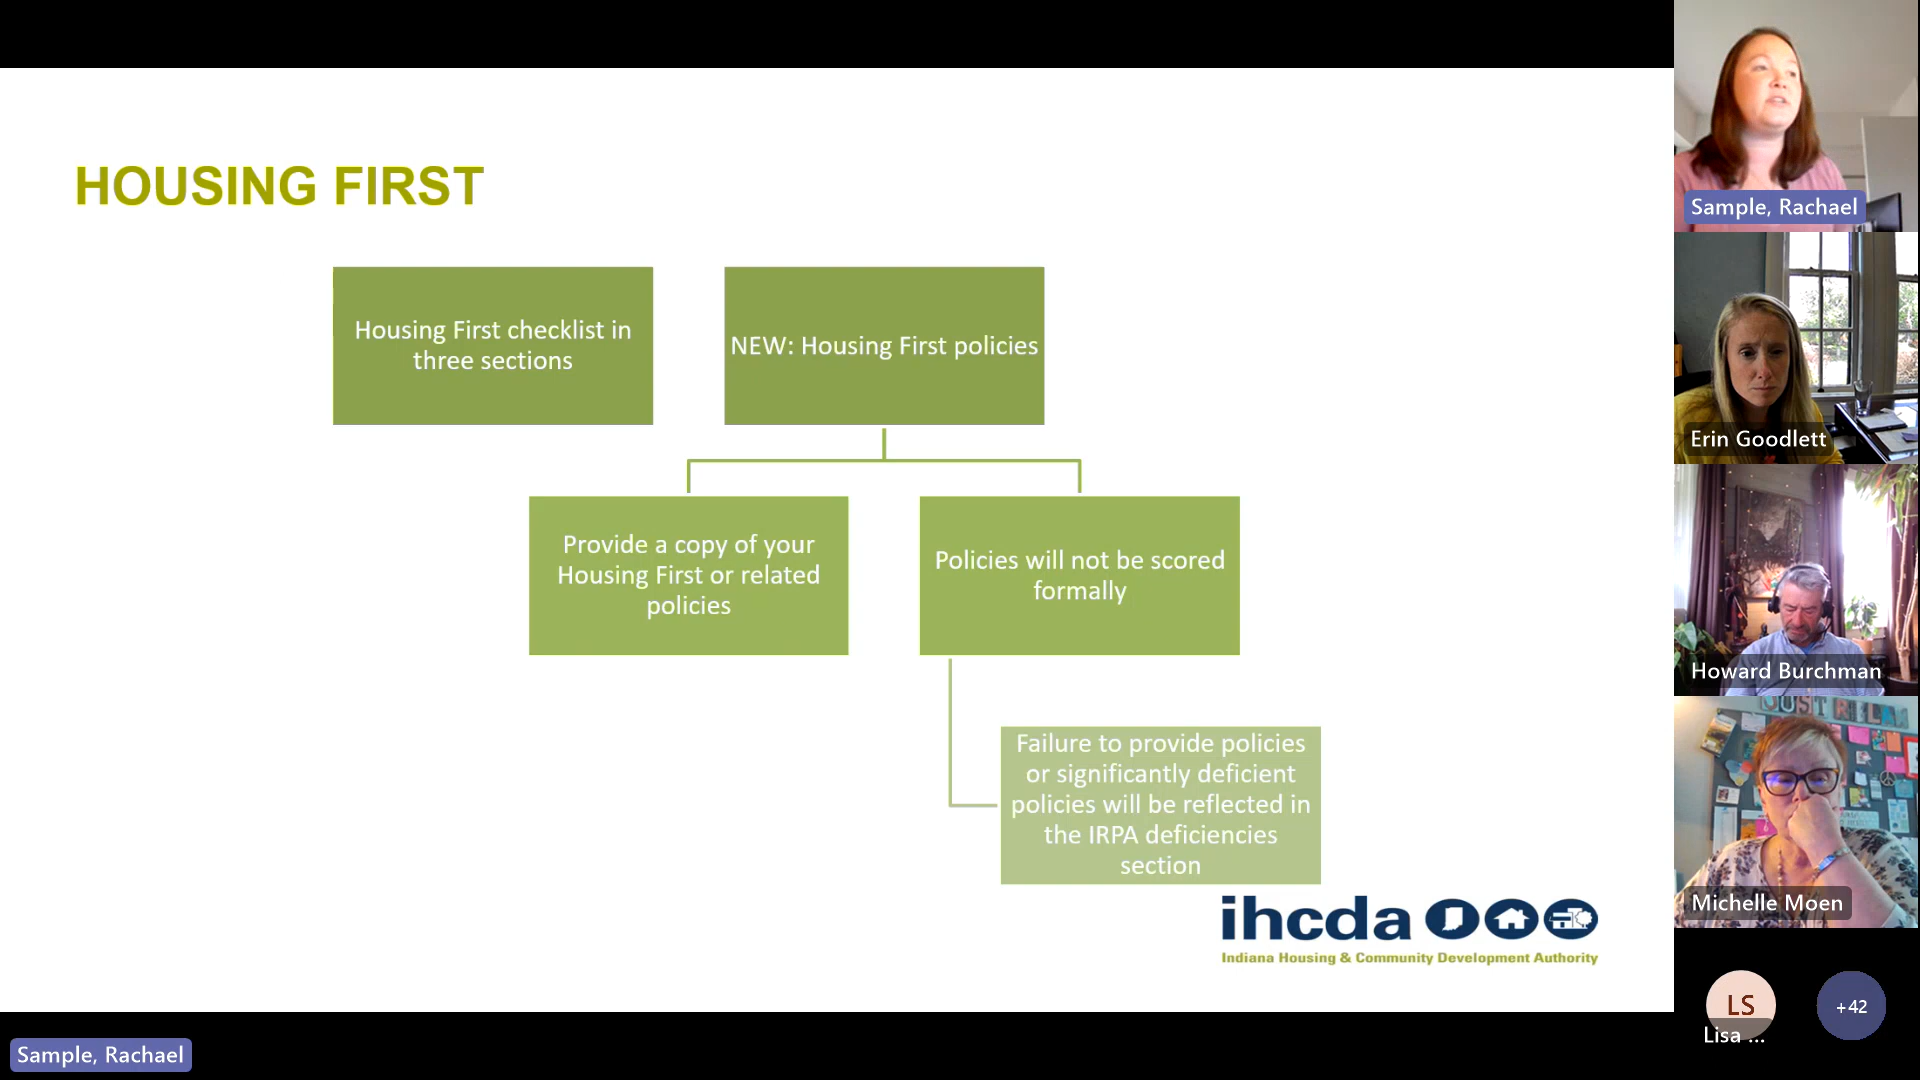 HOUSING FIRST
Housing First checklist in
three sections
NEW: Housing First policies
Provide a copy of your
Housing First or related
policies
Policies will not be scored
formally
Failure to provide policies
or significantly deficient
policies will be reflected in
the IRPA deficiencies
section
ihcda
Indiana Housing & Community Development Authority
Sample, Rachael
Sample, Rachael
Erin Goodlett
Howard Burchman
Michelle Moen
LS
Lisa ...
+42